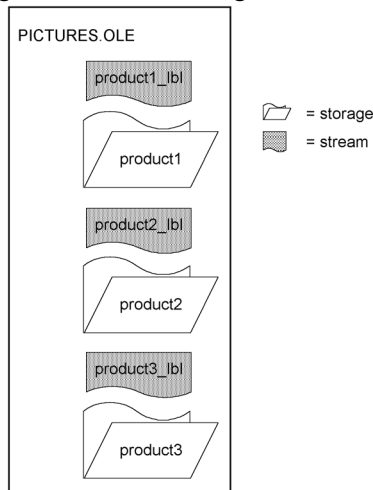 PICTURES.OLE
product1_lbl
product1
product2_lbl
product2
product3_lbl
product3
= storage
= stream